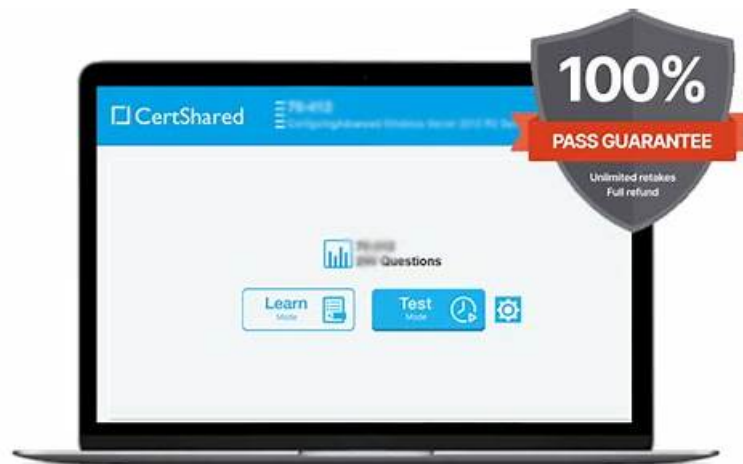 CertShared
100%
PASS GUARANTEE
Unlimited retakes
Full refund
Questions
Learn
Mode
Test
Mode